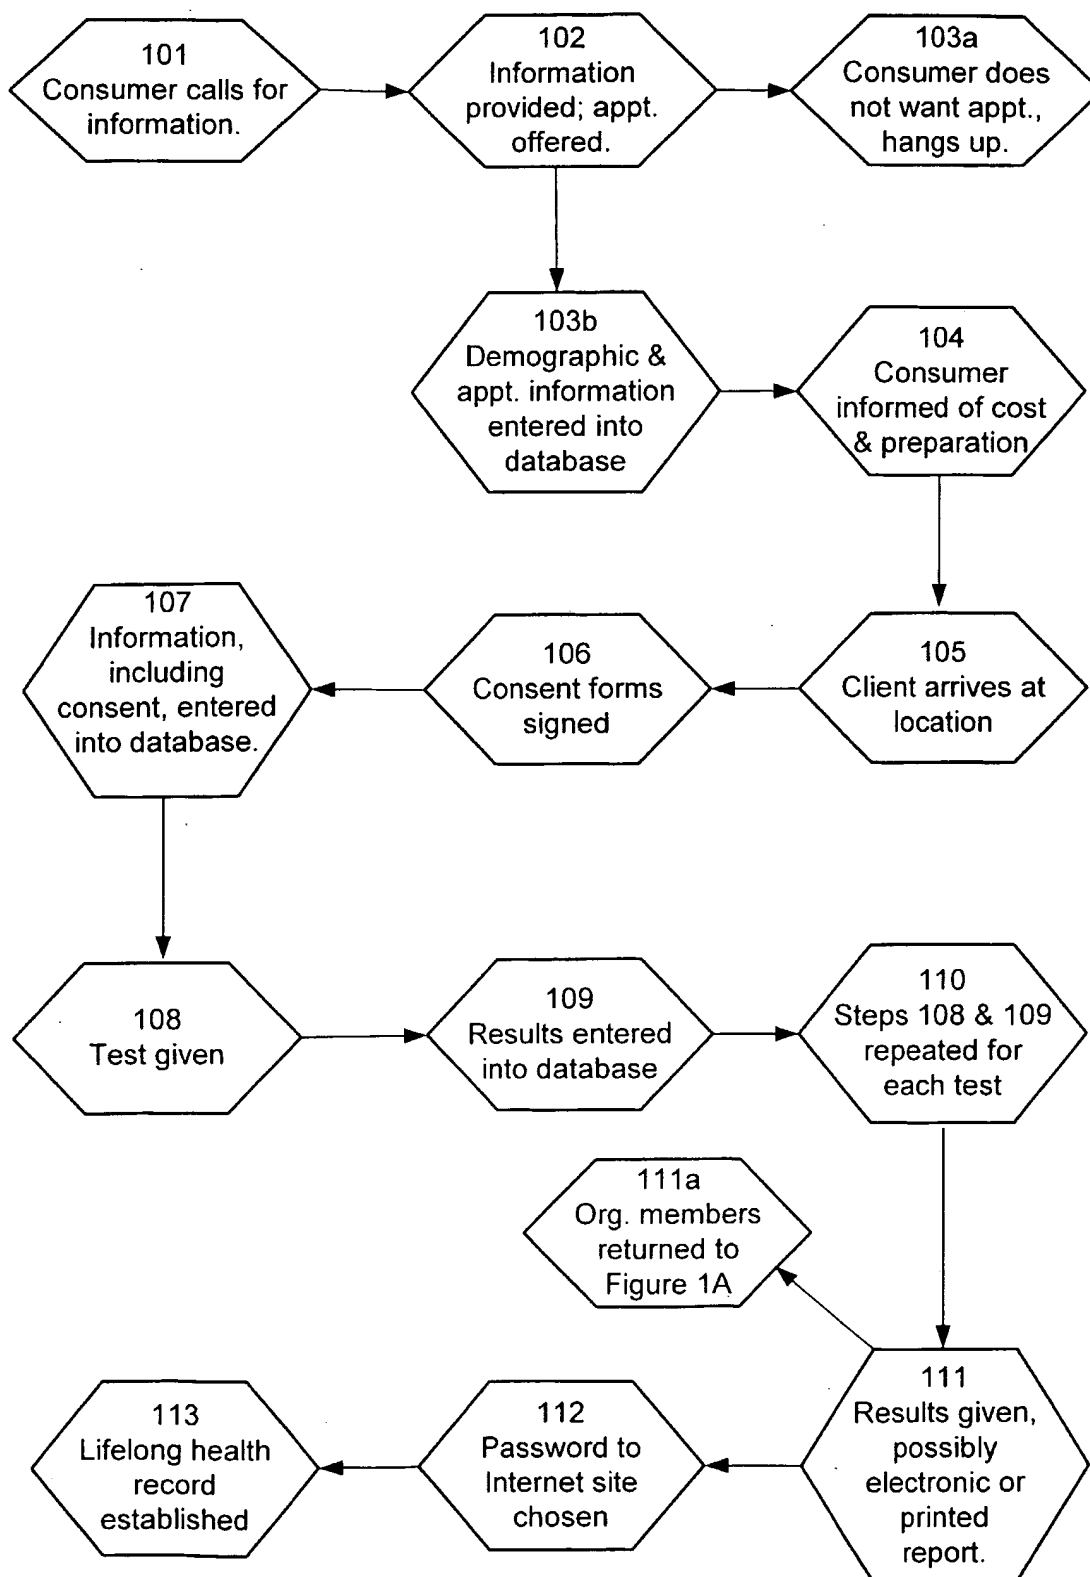 101
Consumer calls for
information.
102
Information
provided; appt.
offered.
103a
Consumer does
not want appt.,
hangs up.
103b
Demographic &
appt. information
entered into
database
104
Consumer
informed of cost
& preparation
105
Client arrives at
location
106
Consent forms
signed
107
Information,
including
consent, entered
into database.
108
Test given
109
Results entered
into database
110
Steps 108 & 109
repeated for
each test
111a
Org. members
returned to
Figure 1A
111
Results given,
possibly
electronic or
printed
report.
112
Password to
Internet site
chosen
113
Lifelong health
record
established